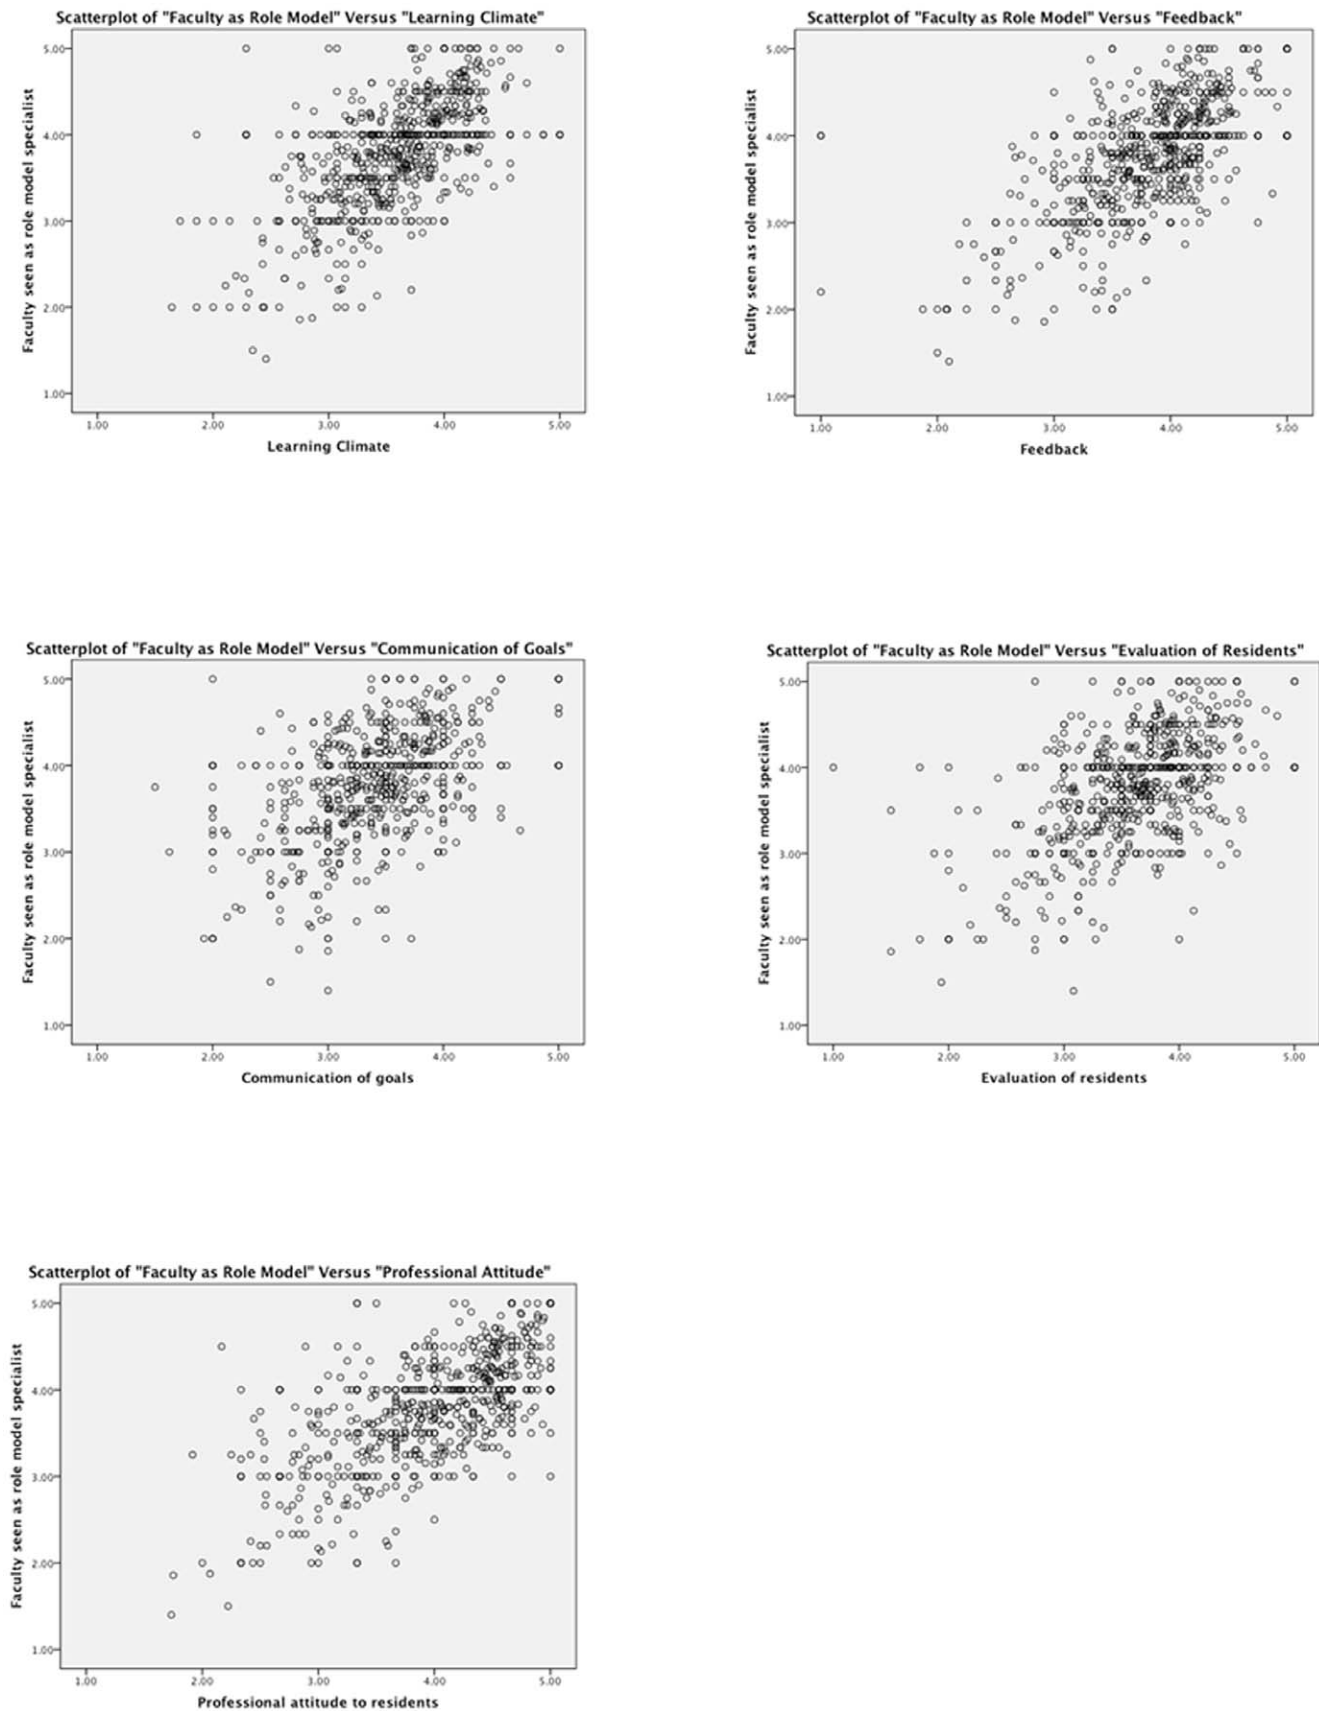 Scatterplot of "Faculty as Role Model" Versus "Learning Climate"
Faculty seen as role model specialist
5.00
4.00
3.00
2.00
1.00
1.00 2.00 3.00 4.00 5.00
Learning Climate
Scatterplot of "Faculty as Role Model" Versus "Feedback"
Faculty seen as role model specialist
5.00
4.00
3.00
2.00
1.00
1.00 2.00 3.00 4.00 5.00
Feedback
Scatterplot of "Faculty as Role Model" Versus "Communication of Goals"
Faculty seen as role model specialist
5.00
4.00
3.00
2.00
1.00
1.00 2.00 3.00 4.00 5.00
Communication of goals
Scatterplot of "Faculty as Role Model" Versus "Evaluation of Residents"
Faculty seen as role model specialist
5.00
4.00
3.00
2.00
1.00
1.00 2.00 3.00 4.00 5.00
Evaluation of residents
Scatterplot of "Faculty as Role Model" Versus "Professional Attitude"
Faculty seen as role model specialist
5.00
4.00
3.00
2.00
1.00
1.00 2.00 3.00 4.00 5.00
Professional attitude to residents